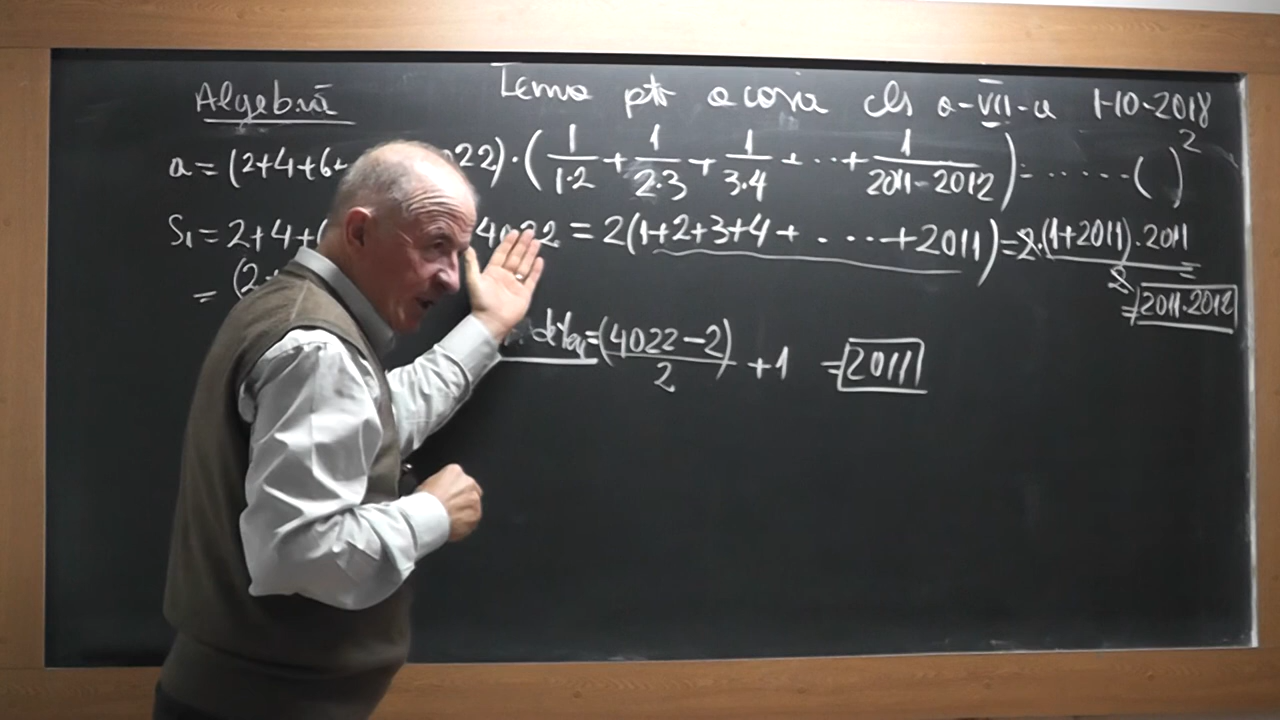 Algebră
Tema ptr acasă cls a-VII-a 1-10-2018
a = (2+4+6+ 022)·(1/1·2 + 1/2·3 + 1/3·4 + ... + 1/2011-2012) = ......( )²
S₁ = 2+4+ 4022 = 2(1+2+3+4+ ....+2011) = 2·(1+2011)·2011/2 =
= (2+ = 2011·2012
= (4022-2)/2 + 1 = 2011